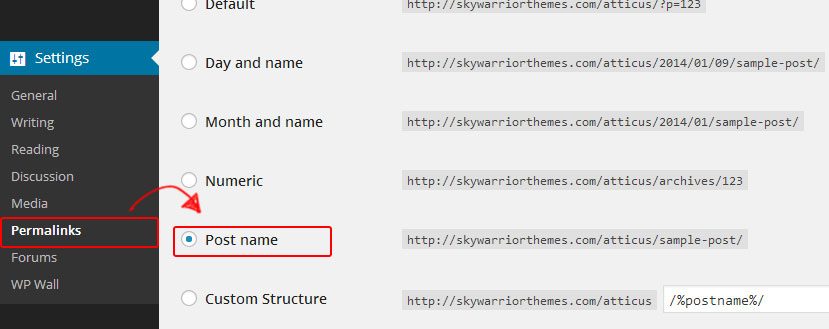 Default http://skywarriorthemes.com/atticus/?p=123
Settings
Day and name http://skywarriorthemes.com/atticus/2014/01/09/sample-post/
General
Writing
Month and name http://skywarriorthemes.com/atticus/2014/01/sample-post/
Reading
Discussion
Numeric http://skywarriorthemes.com/atticus/archives/123
Media
Permalinks
Post name http://skywarriorthemes.com/atticus/sample-post/
Forums
WP Wall
Custom Structure http://skywarriorthemes.com/atticus /%postname%/